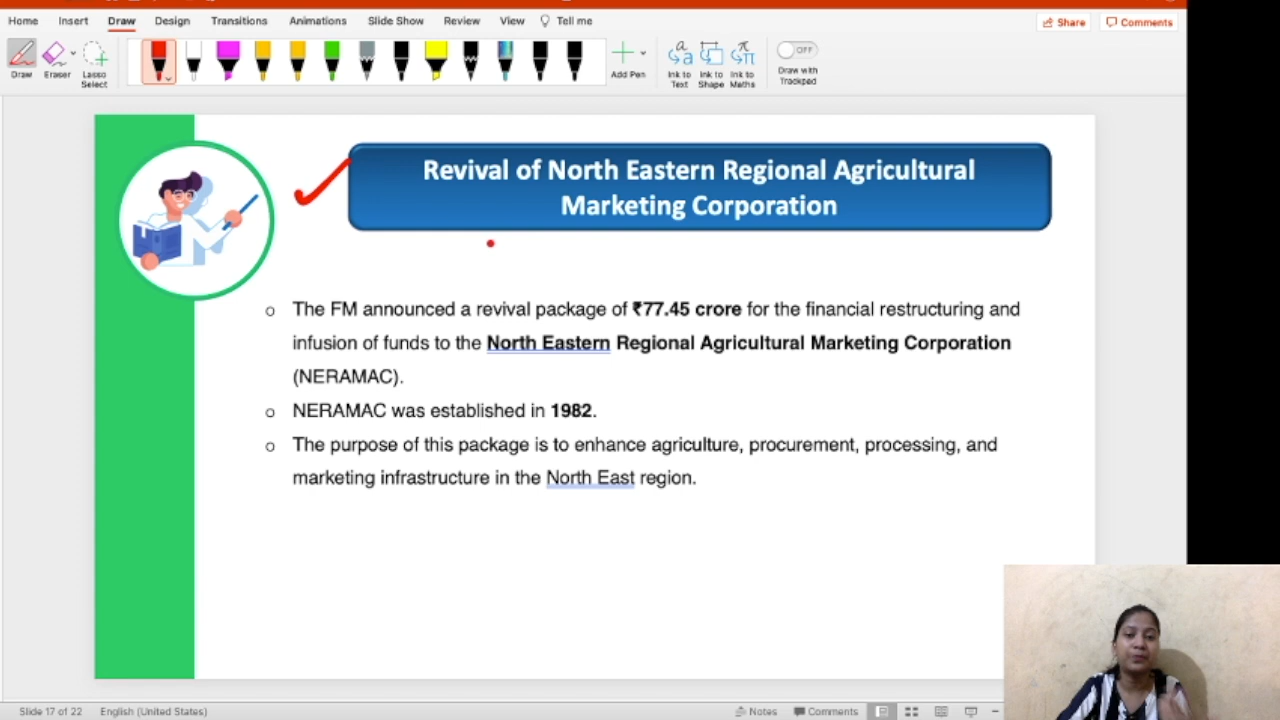 Home Insert Draw Design Transitions Animations Slide Show Review View Tell me
Share Comments
Draw Eraser Lasso Select
Add Pen
Ink to Text Ink to Shape Ink to Maths
OFF
Draw with Trackpad
Revival of North Eastern Regional Agricultural
Marketing Corporation
o The FM announced a revival package of ₹77.45 crore for the financial restructuring and
infusion of funds to the North Eastern Regional Agricultural Marketing Corporation
(NERAMAC).
o NERAMAC was established in 1982.
o The purpose of this package is to enhance agriculture, procurement, processing, and
marketing infrastructure in the North East region.
Slide 17 of 22 English (United States)
Notes Comments